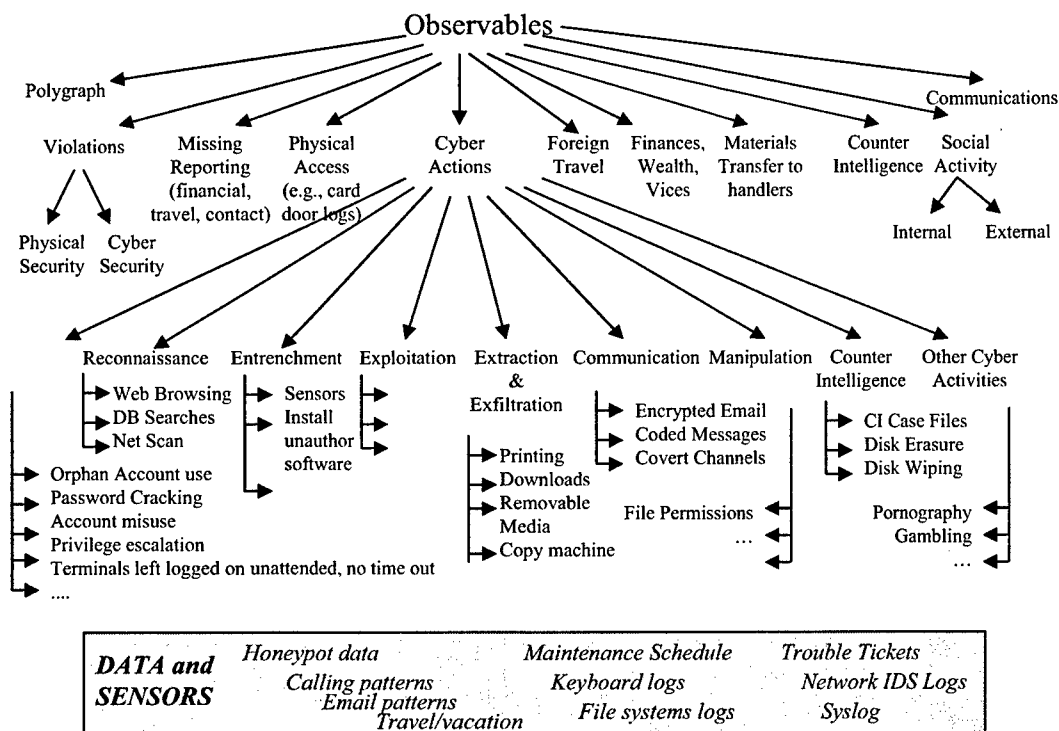 Observables
Polygraph
Communications
Violations
Missing
Reporting
(financial,
travel, contact)
Physical
Access
(e.g., card
door logs)
Cyber
Actions
Foreign
Travel
Finances,
Wealth,
Vices
Materials
Transfer to
handlers
Counter
Intelligence
Social
Activity
Physical
Security
Cyber
Security
Internal
External
Reconnaissance
Web Browsing
DB Searches
Net Scan
Entrenchment
Sensors
Install
unauthor
software
Exploitation
Extraction
&
Exfiltration
Printing
Downloads
Removable
Media
Copy machine
Communication
Encrypted Email
Coded Messages
Covert Channels
Manipulation
File Permissions
...
Counter
Intelligence
CI Case Files
Disk Erasure
Disk Wiping
Other Cyber
Activities
Pornography
Gambling
...
Orphan Account use
Password Cracking
Account misuse
Privilege escalation
Terminals left logged on unattended, no time out
....
DATA and
SENSORS
Honeypot data
Calling patterns
Email patterns
Travel/vacation
Maintenance Schedule
Keyboard logs
File systems logs
Trouble Tickets
Network IDS Logs
Syslog